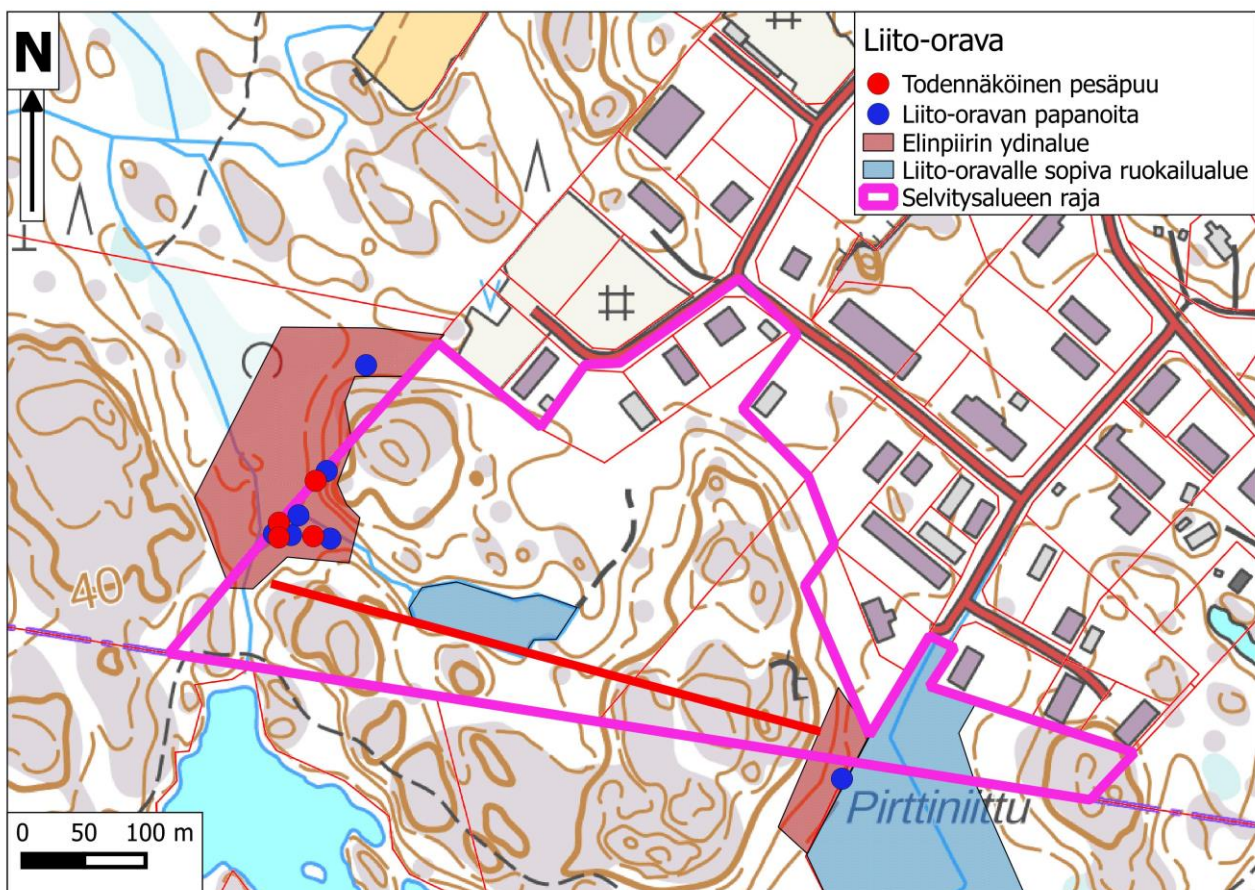 N
Liito-orava
Todennäköinen pesäpuu
Liito-oravan papanoita
Elinpiirin ydinalue
Liito-oravalle sopiva ruokailualue
Selvitysalueen raja
40
Pirttiniittu
0 50 100 m